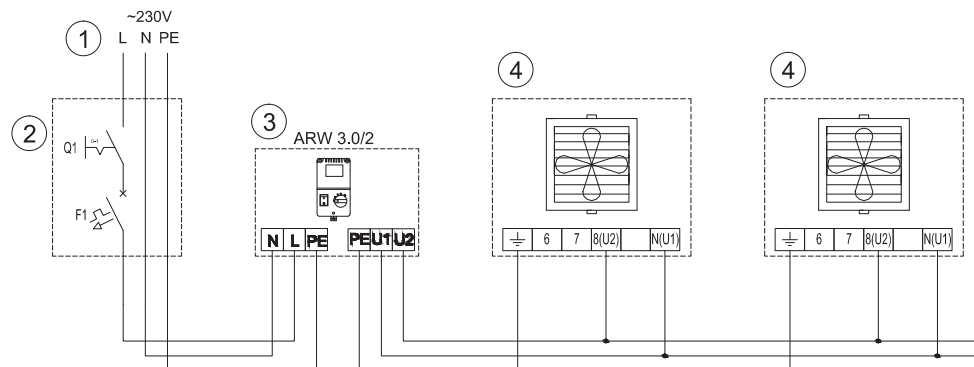 ~230V
1 L N PE
2
Q1
F1
3
ARW 3.0/2
N L PE PE U1 U2
4
6 7 8(U2) N(U1)
4
6 7 8(U2) N(U1)